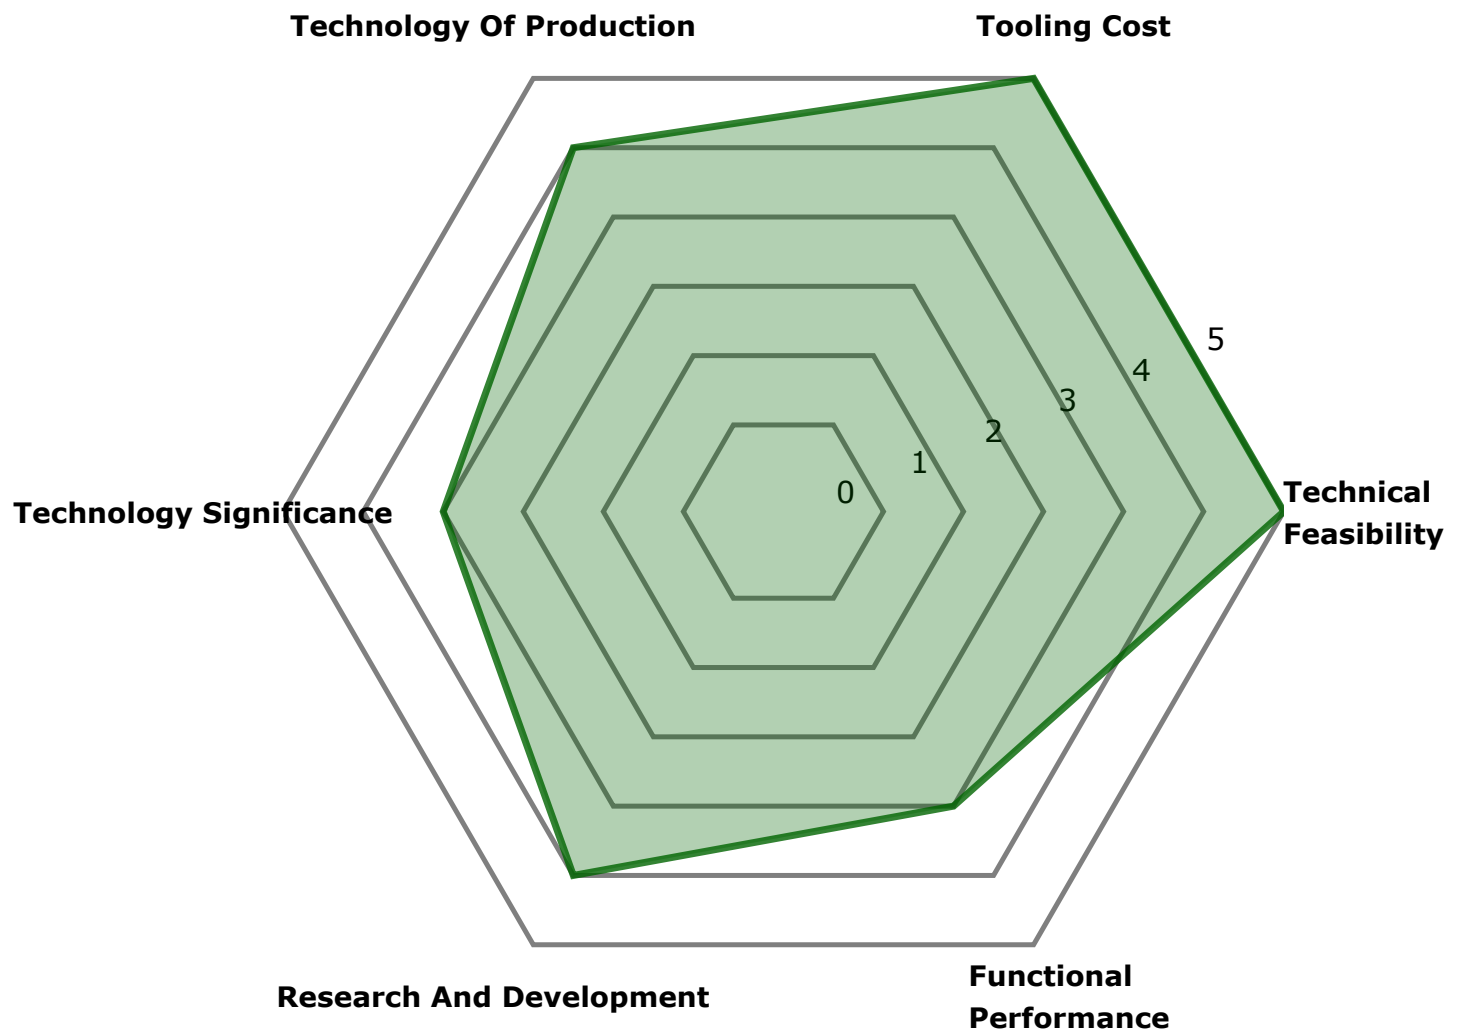 Technology Of Production
Tooling Cost
5
4
3
2
1
0
Technical
Feasibility
Technology Significance
Research And Development
Functional
Performance